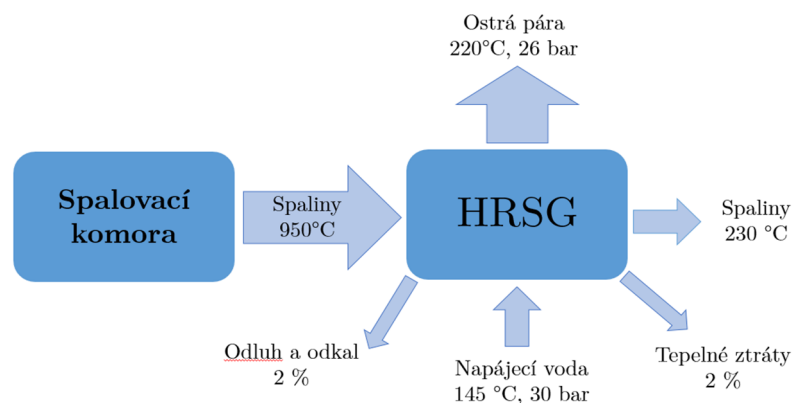 Ostrá pára
220°C, 26 bar
Spalovací
komora
Spaliny
950°C
HRSG
Spaliny
230 °C
Odluh a odkal
2 %
Napájecí voda
145 °C, 30 bar
Tepelné ztráty
2 %